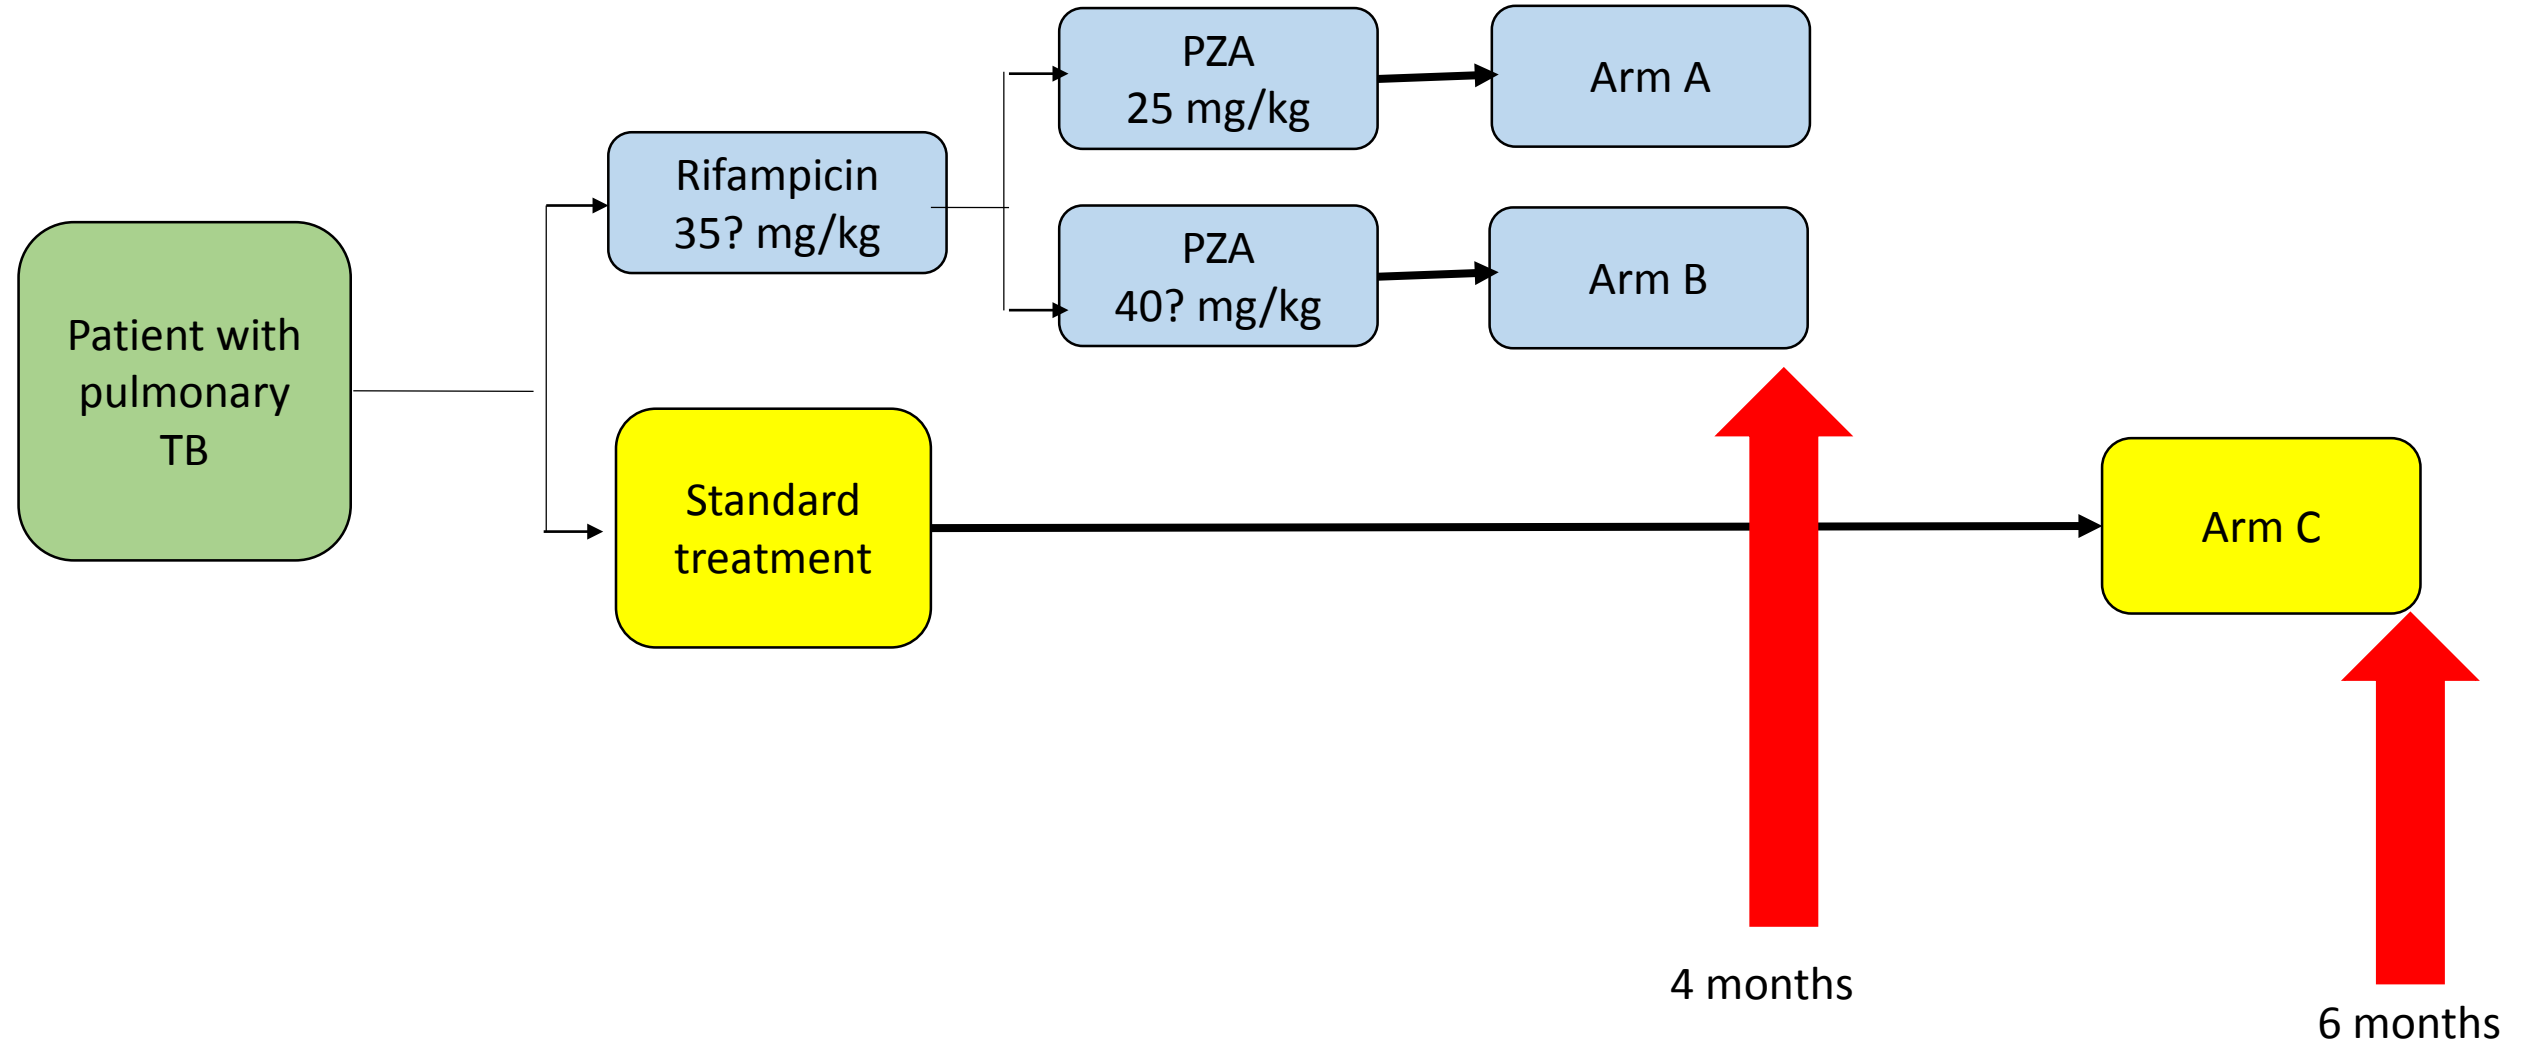 Patient with
pulmonary
TB
Rifampicin
35? mg/kg
PZA
25 mg/kg
Arm A
PZA
40? mg/kg
Arm B
Standard
treatment
Arm C
4 months
6 months